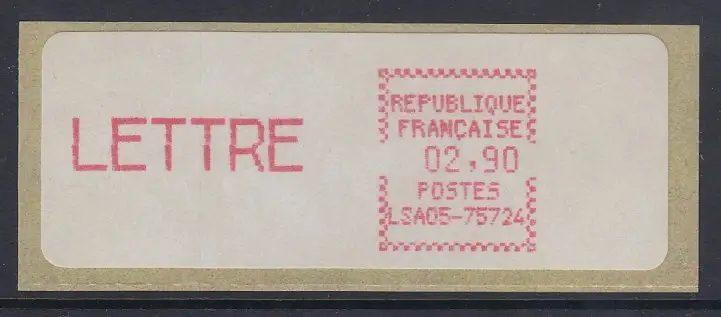 LETTRE
REPUBLIQUE
FRANÇAISE
02,90
POSTES
LSA05-75724